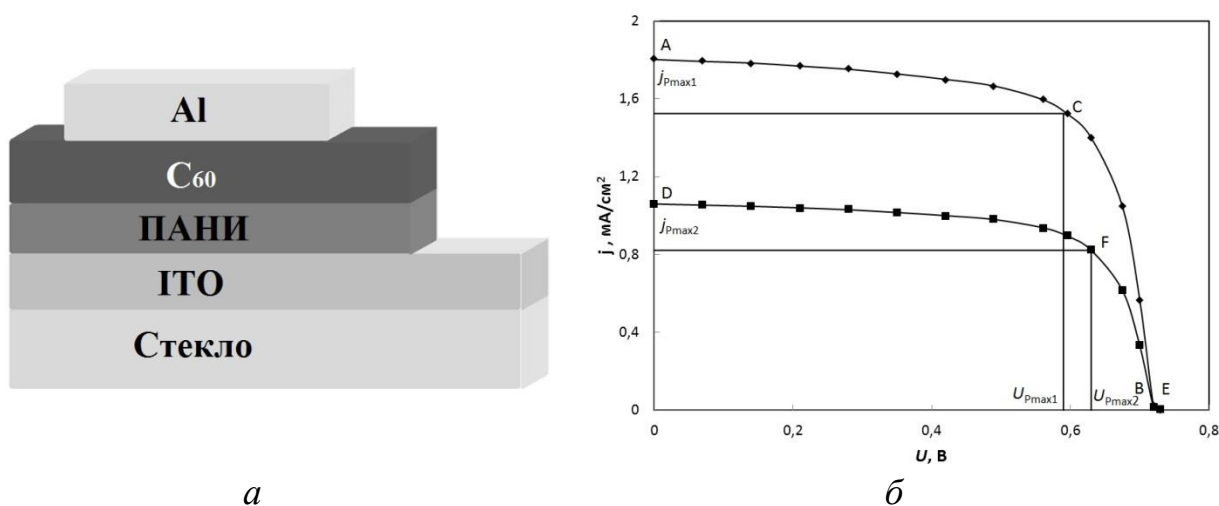 Al
C60
ПАНИ
ITO
Стекло
а
2
1,6
1,2
0,8
0,4
0
j, мА/см2
A
jPmax1
C
D
jPmax2
F
UPmax1
UPmax2
B
E
0
0,2
0,4
0,6
0,8
U, В
б